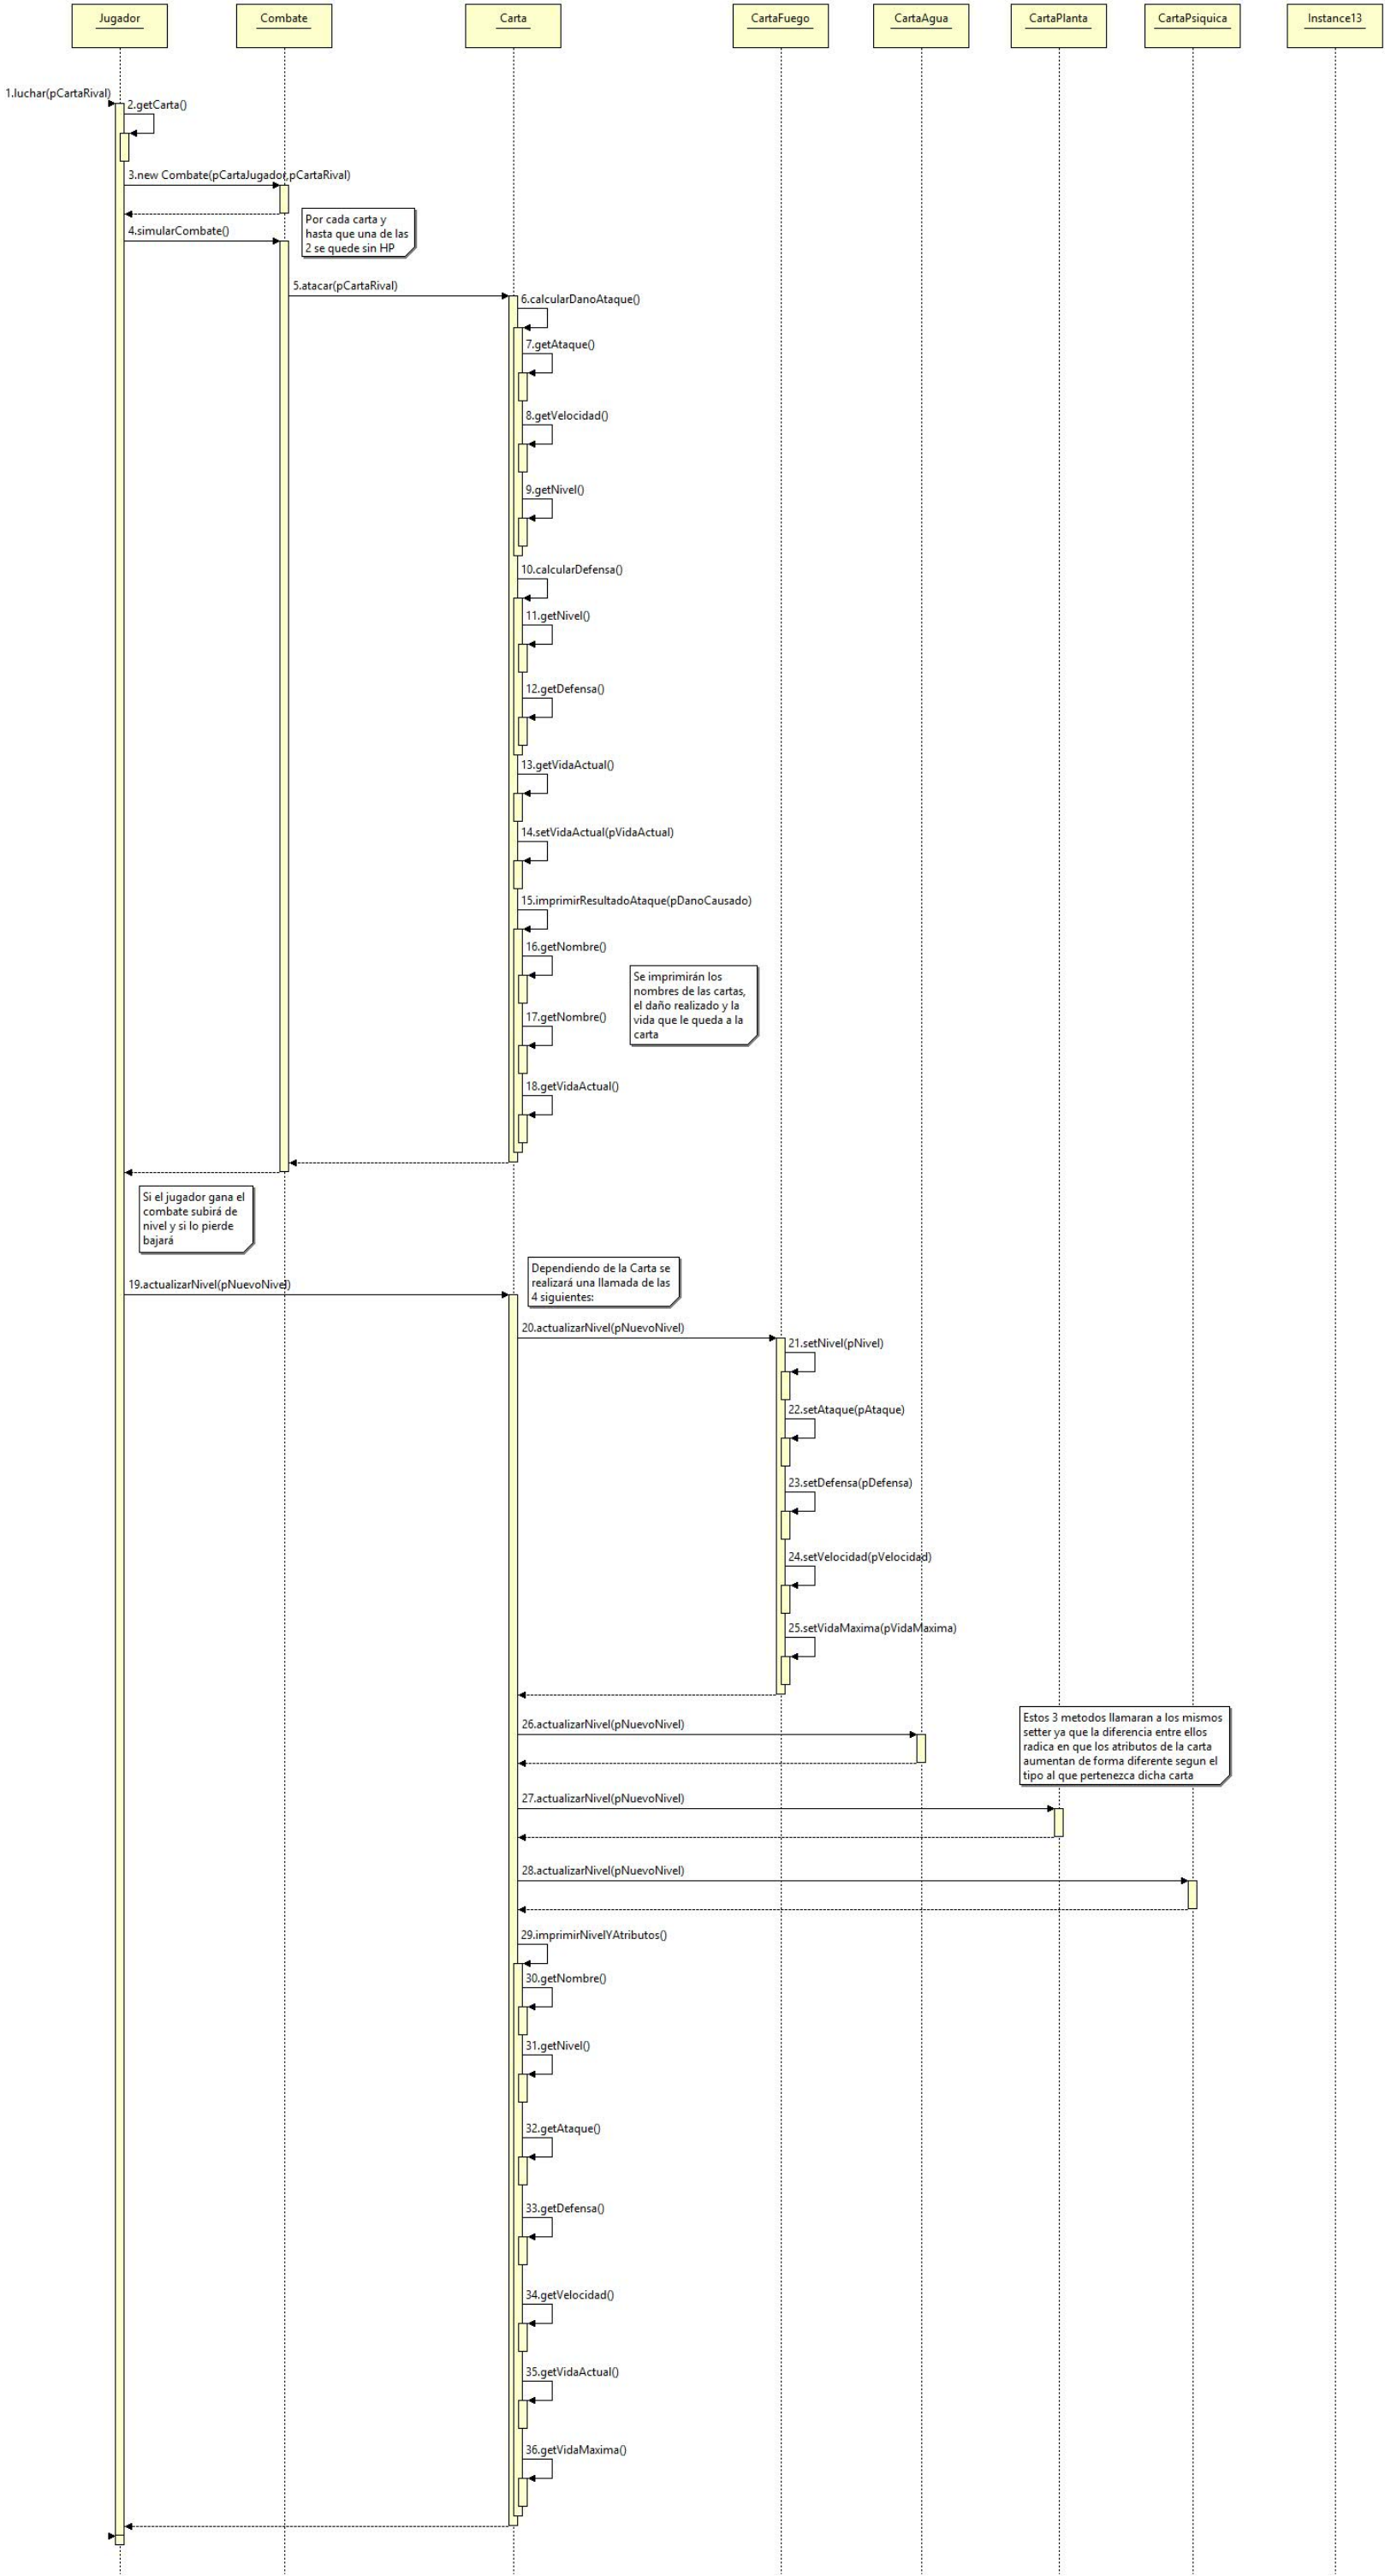 Jugador
Combate
Carta
CartaFuego
CartaAgua
CartaPlanta
CartaPsiquica
Instance13
1.luchar(pCartaRival)
2.getCarta()
3.new Combate(pCartaJugador,pCartaRival)
Por cada carta y
hasta que una de las
2 se quede sin HP
4.simularCombate()
5.atacar(pCartaRival)
6.calcularDanoAtaque()
7.getAtaque()
8.getVelocidad()
9.getNivel()
10.calcularDefensa()
11.getNivel()
12.getDefensa()
13.getVidaActual()
14.setVidaActual(pVidaActual)
15.imprimirResultadoAtaque(pDanoCausado)
16.getNombre()
Se imprimirán los
nombres de las cartas,
el daño realizado y la
vida que le queda a la
carta
17.getNombre()
18.getVidaActual()
Si el jugador gana el
combate subirá de
nivel y si lo pierde
bajará
19.actualizarNivel(pNuevoNivel)
Dependiendo de la Carta se
realizará una llamada de las
4 siguientes:
20.actualizarNivel(pNuevoNivel)
21.setNivel(pNivel)
22.setAtaque(pAtaque)
23.setDefensa(pDefensa)
24.setVelocidad(pVelocidad)
25.setVidaMaxima(pVidaMaxima)
26.actualizarNivel(pNuevoNivel)
Estos 3 metodos llamaran a los mismos
setter ya que la diferencia entre ellos
radica en que los atributos de la carta
aumentan de forma diferente segun el
tipo al que pertenezca dicha carta
27.actualizarNivel(pNuevoNivel)
28.actualizarNivel(pNuevoNivel)
29.imprimirNivelYAtributos()
30.getNombre()
31.getNivel()
32.getAtaque()
33.getDefensa()
34.getVelocidad()
35.getVidaActual()
36.getVidaMaxima()